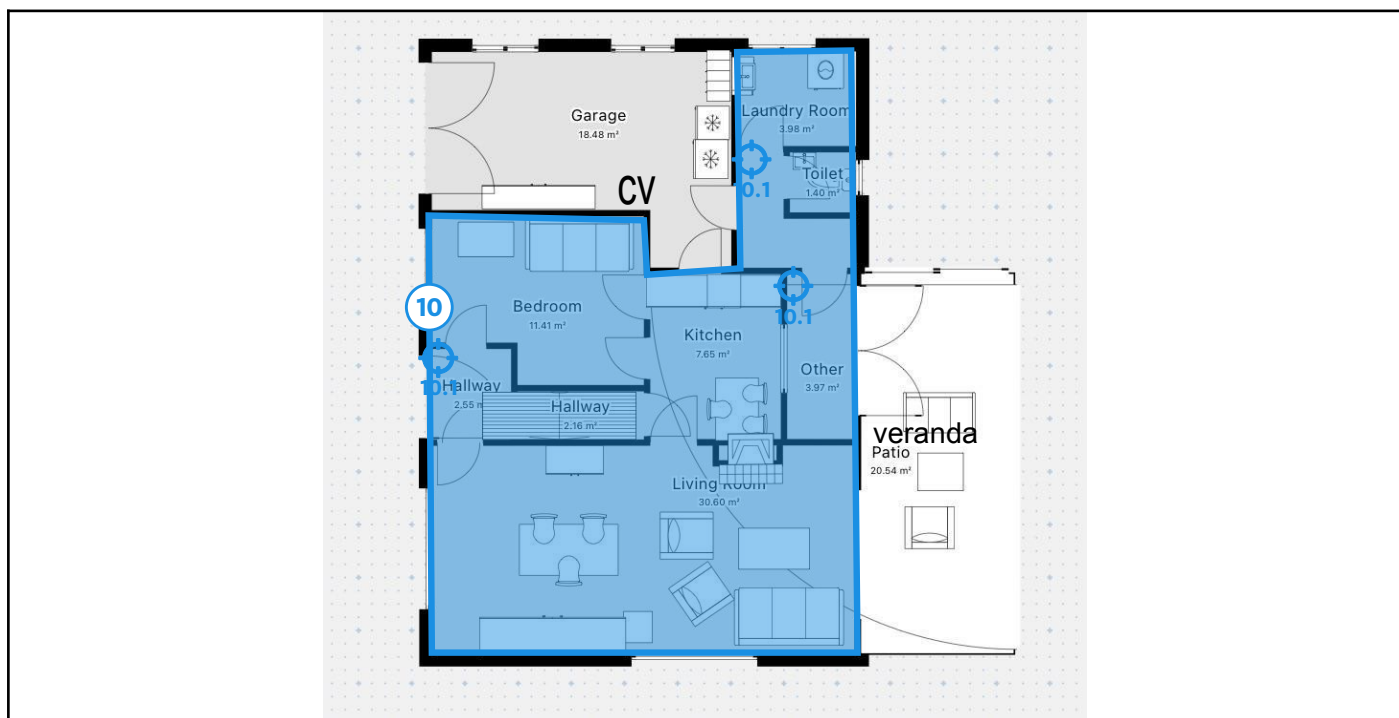 Garage
18.48 m²
Laundry Room
3.98 m²
CV
Toilet
1.40 m²
0.1
10.1
10
Bedroom
11.41 m²
Kitchen
7.65 m²
10.1
Hallway
2.55 m
Other
3.97 m²
Hallway
2.16 m²
veranda
Patio
20.54 m²
Living Room
30.60 m²